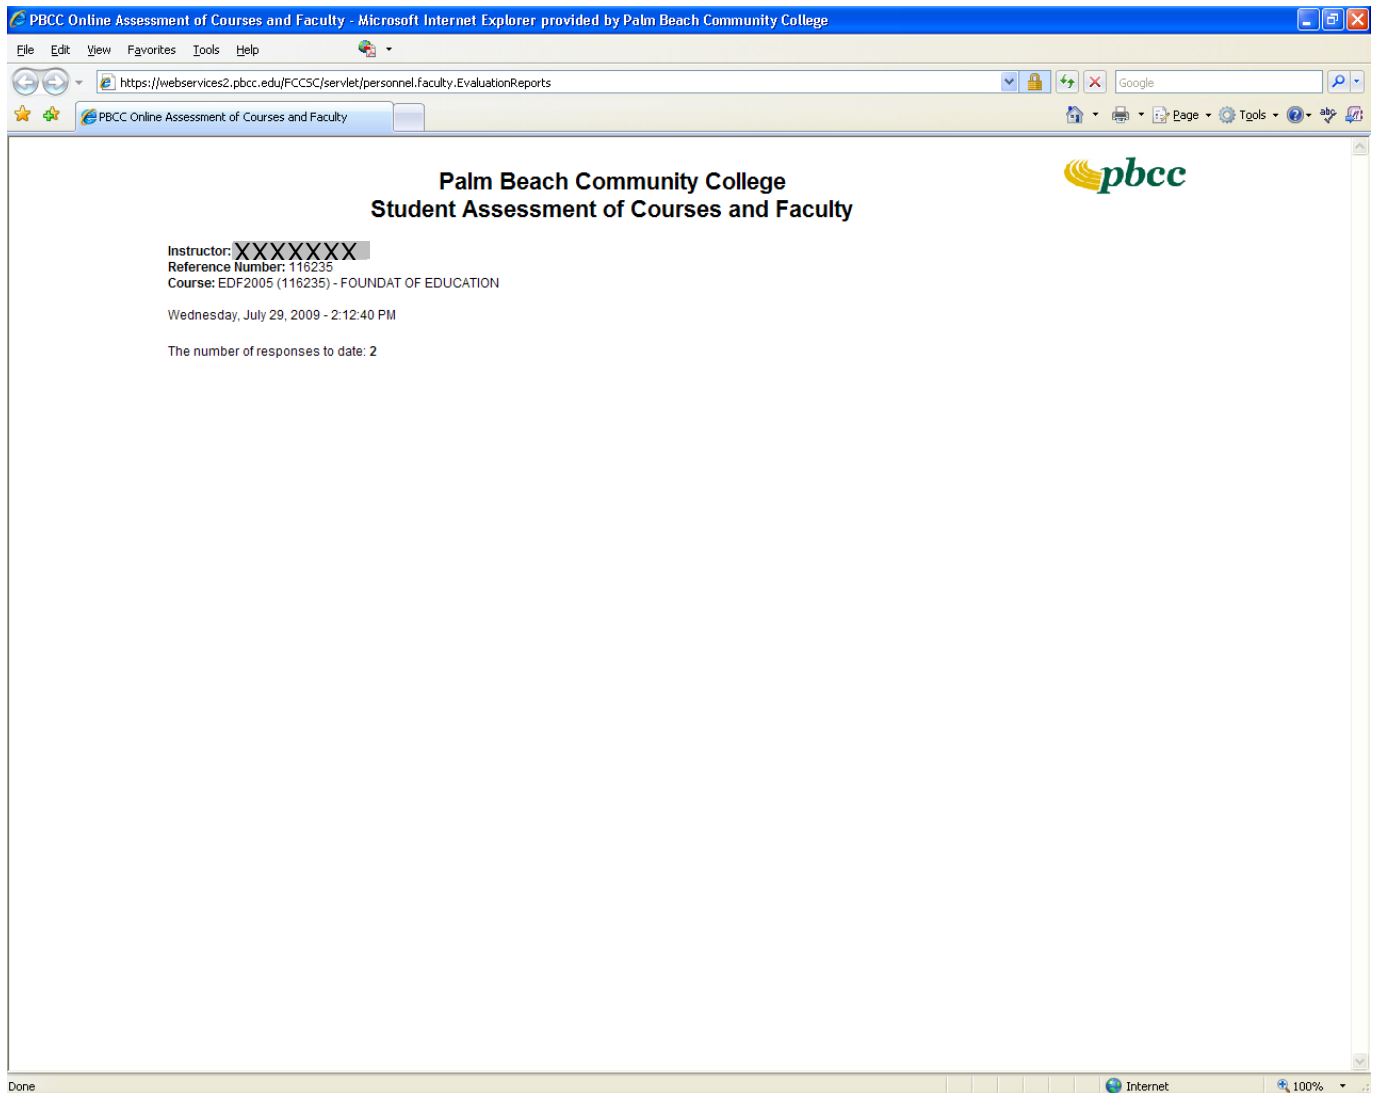 PBCC Online Assessment of Courses and Faculty - Microsoft Internet Explorer provided by Palm Beach Community College
File Edit View Favorites Tools Help
https://webservices2.pbcc.edu/FCCSC/servlet/personnel.faculty.EvaluationReports
Google
PBCC Online Assessment of Courses and Faculty
Page Tools
abc
pbcc
Palm Beach Community College
Student Assessment of Courses and Faculty
Instructor: XXXXXXX
Reference Number: 116235
Course: EDF2005 (116235) - FOUNDAT OF EDUCATION
Wednesday, July 29, 2009 - 2:12:40 PM
The number of responses to date: 2
Done
Internet
100%